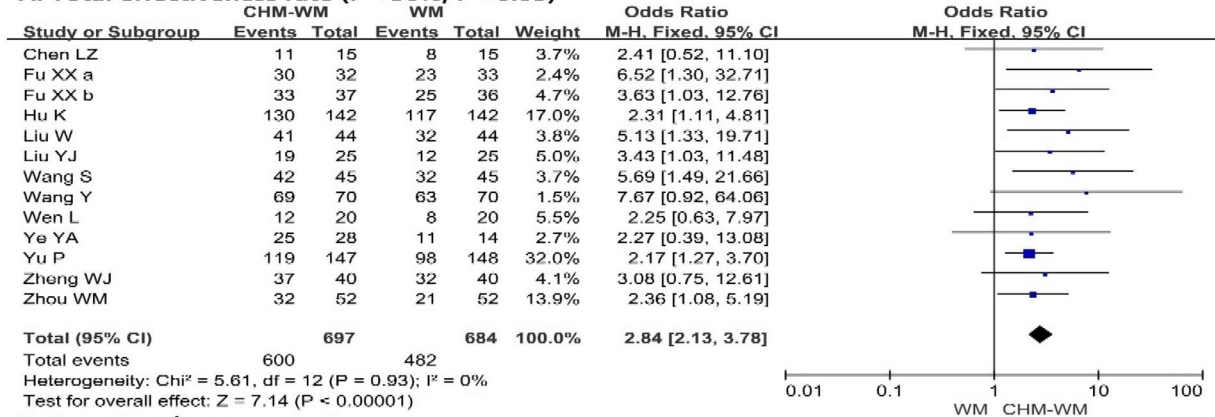 CHM-WM WM Odds Ratio Odds Ratio
Study or Subgroup Events Total Events Total Weight M-H, Fixed, 95% CI M-H, Fixed, 95% CI
Chen LZ 11 15 8 15 3.7% 2.41 [0.52, 11.10]
Fu XX a 30 32 23 33 2.4% 6.52 [1.30, 32.71]
Fu XX b 33 37 25 36 4.7% 3.63 [1.03, 12.76]
Hu K 130 142 117 142 17.0% 2.31 [1.11, 4.81]
Liu W 41 44 32 44 3.8% 5.13 [1.33, 19.71]
Liu YJ 19 25 12 25 5.0% 3.43 [1.03, 11.48]
Wang S 42 45 32 45 3.7% 5.69 [1.49, 21.66]
Wang Y 69 70 63 70 1.5% 7.67 [0.92, 64.06]
Wen L 12 20 8 20 5.5% 2.25 [0.63, 7.97]
Ye YA 25 28 11 14 2.7% 2.27 [0.39, 13.08]
Yu P 119 147 98 148 32.0% 2.17 [1.27, 3.70]
Zheng WJ 37 40 32 40 4.1% 3.08 [0.75, 12.61]
Zhou WM 32 52 21 52 13.9% 2.36 [1.08, 5.19]
Total (95% CI) 697 684 100.0% 2.84 [2.13, 3.78]
Total events 600 482
Heterogeneity: Chi² = 5.61, df = 12 (P = 0.93); I² = 0%
Test for overall effect: Z = 7.14 (P < 0.00001)
0.01 0.1 1 10 100
WM CHM-WM